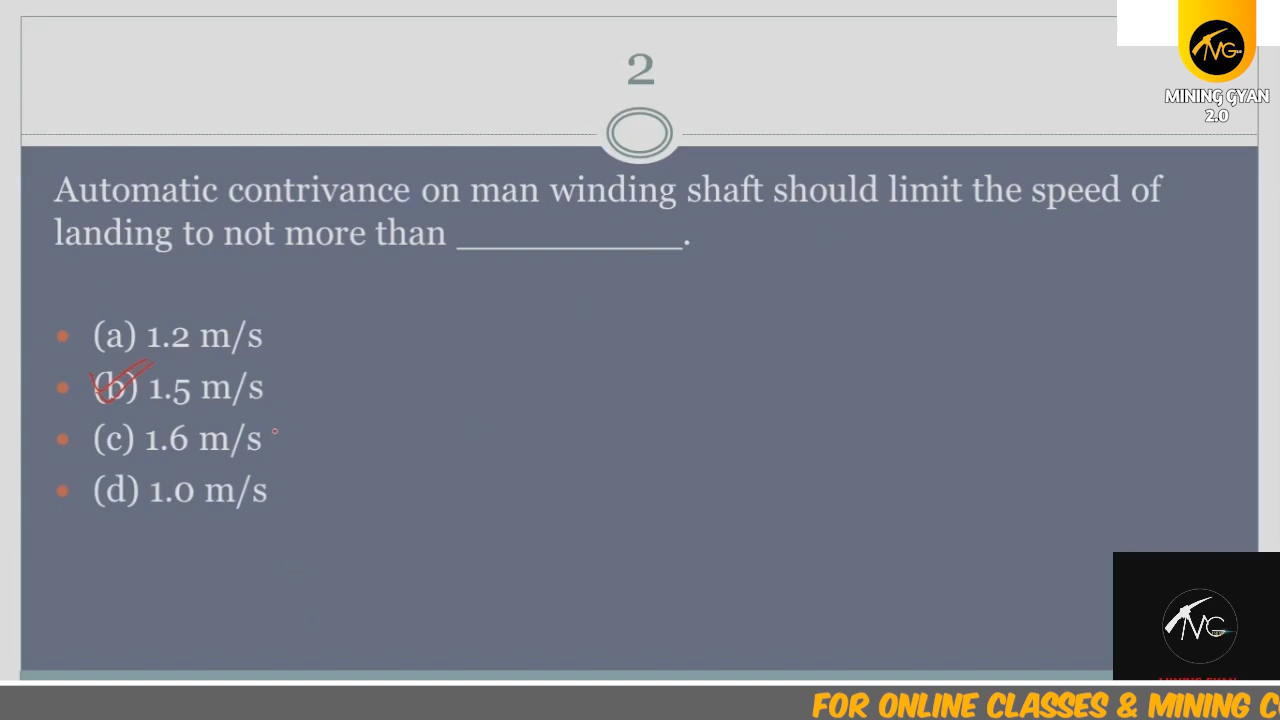 2
MINING GYAN
2.0
Automatic contrivance on man winding shaft should limit the speed of
landing to not more than ____________.
(a) 1.2 m/s
(b) 1.5 m/s
(c) 1.6 m/s
(d) 1.0 m/s
FOR ONLINE CLASSES & MINING C